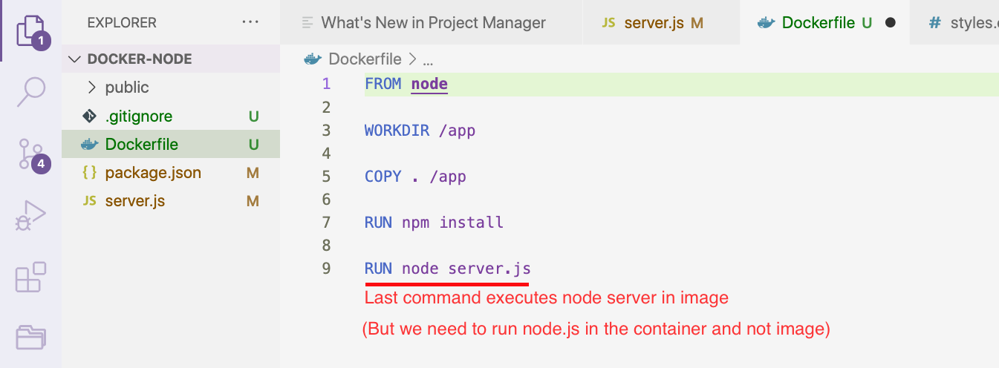 EXPLORER ...
What's New in Project Manager
JS server.js M
Dockerfile U
# styles.c
1
DOCKER-NODE
Dockerfile > ...
public
.gitignore U
Dockerfile U
{} package.json M
JS server.js M
4
1 FROM node
2
3 WORKDIR /app
4
5 COPY . /app
6
7 RUN npm install
8
9 RUN node server.js
Last command executes node server in image
(But we need to run node.js in the container and not image)